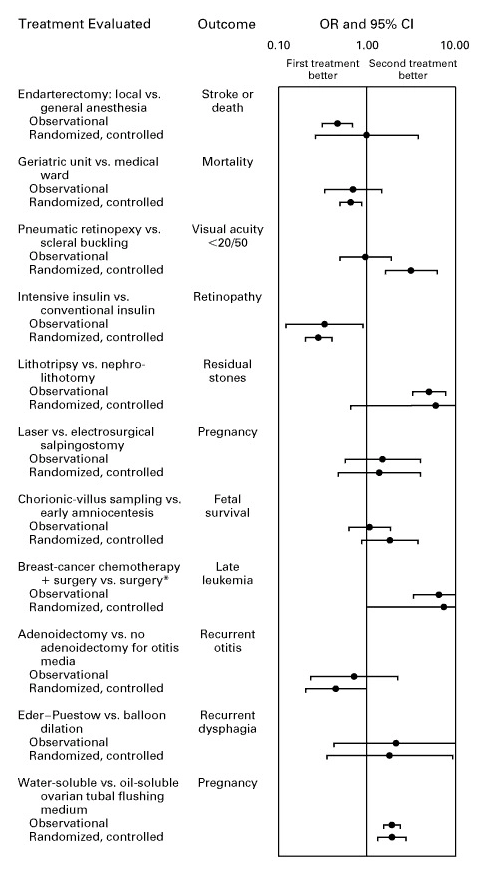 Treatment Evaluated Outcome OR and 95% CI
0.10 1.00 10.00
First treatment better Second treatment better
Endarterectomy: local vs. Stroke or
general anesthesia death
Observational
Randomized, controlled
Geriatric unit vs. medical Mortality
ward
Observational
Randomized, controlled
Pneumatic retinopexy vs. Visual acuity
scleral buckling <20/50
Observational
Randomized, controlled
Intensive insulin vs. Retinopathy
conventional insulin
Observational
Randomized, controlled
Lithotripsy vs. nephro- Residual
lithotomy stones
Observational
Randomized, controlled
Laser vs. electrosurgical Pregnancy
salpingostomy
Observational
Randomized, controlled
Chorionic-villus sampling vs. Fetal
early amniocentesis survival
Observational
Randomized, controlled
Breast-cancer chemotherapy Late
+ surgery vs. surgery* leukemia
Observational
Randomized, controlled
Adenoidectomy vs. no Recurrent
adenoidectomy for otitis otitis
media
Observational
Randomized, controlled
Eder–Puestow vs. balloon Recurrent
dilation dysphagia
Observational
Randomized, controlled
Water-soluble vs. oil-soluble Pregnancy
ovarian tubal flushing
medium
Observational
Randomized, controlled